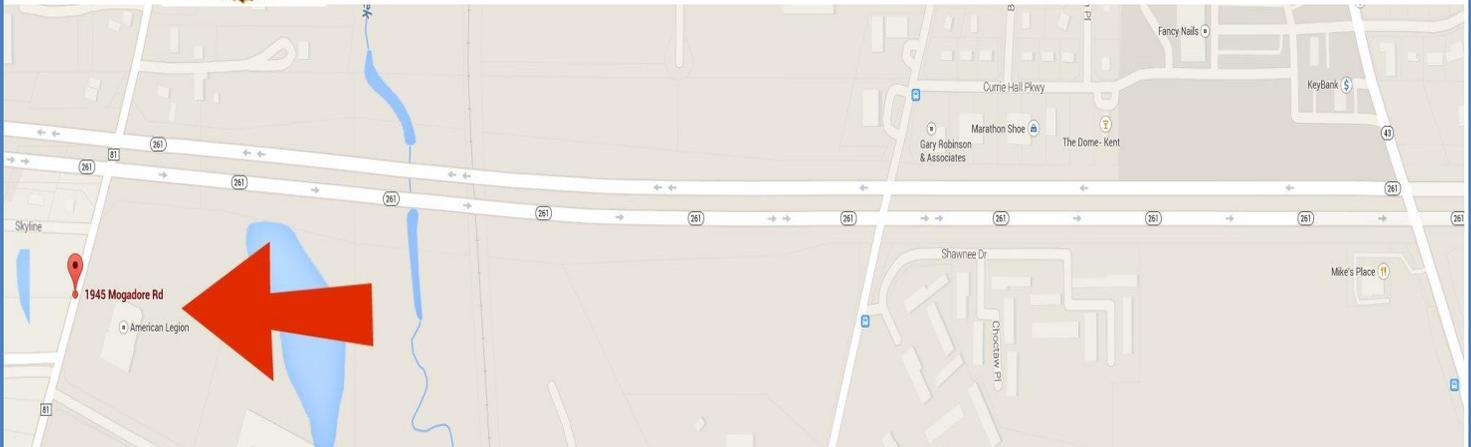 Fancy Nails
KeyBank
$
Currie Hall Pkwy
43
Marathon Shoe
The Dome- Kent
Gary Robinson
& Associates
261
81
261
261
261
261
261
261
261
261
261
261
261
Skyline
Shawnee Dr
Mike's Place
1945 Mogadore Rd
American Legion
Choctaw Pl
81